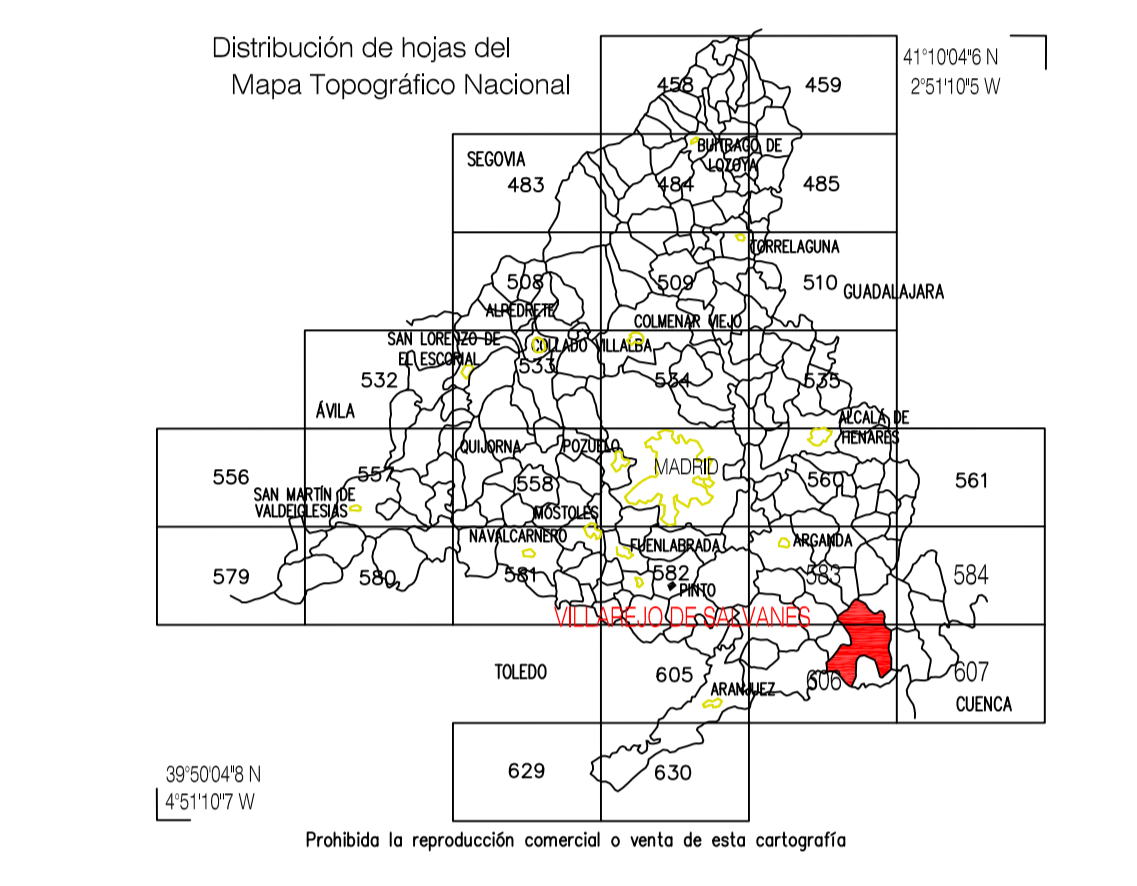 Distribución de hojas del
Mapa Topográfico Nacional
41°10'04"6 N
2°51'10"5 W
458
459
BUITRAGO DE
LOZOYA
SEGOVIA
483
484
485
TORRELAGUNA
508
509
510
GUADALAJARA
ALPEDRETE
COLMENAR VIEJO
SAN LORENZO DE
EL ESCORIAL
COLLADO VILLALBA
532
533
534
535
ÁVILA
ALCALÁ DE
HENARES
QUIJORNA
POZUELO
MADRID
556
557
558
560
561
SAN MARTÍN DE
VALDEIGLESIAS
MÓSTOLES
NAVALCARNERO
FUENLABRADA
ARGANDA
579
580
581
582
583
584
PINTO
VILLAREJO DE SALVANES
TOLEDO
605
606
607
ARANJUEZ
CUENCA
629
630
39°50'04"8 N
4°51'10"7 W
Prohibida la reproducción comercial o venta de esta cartografía